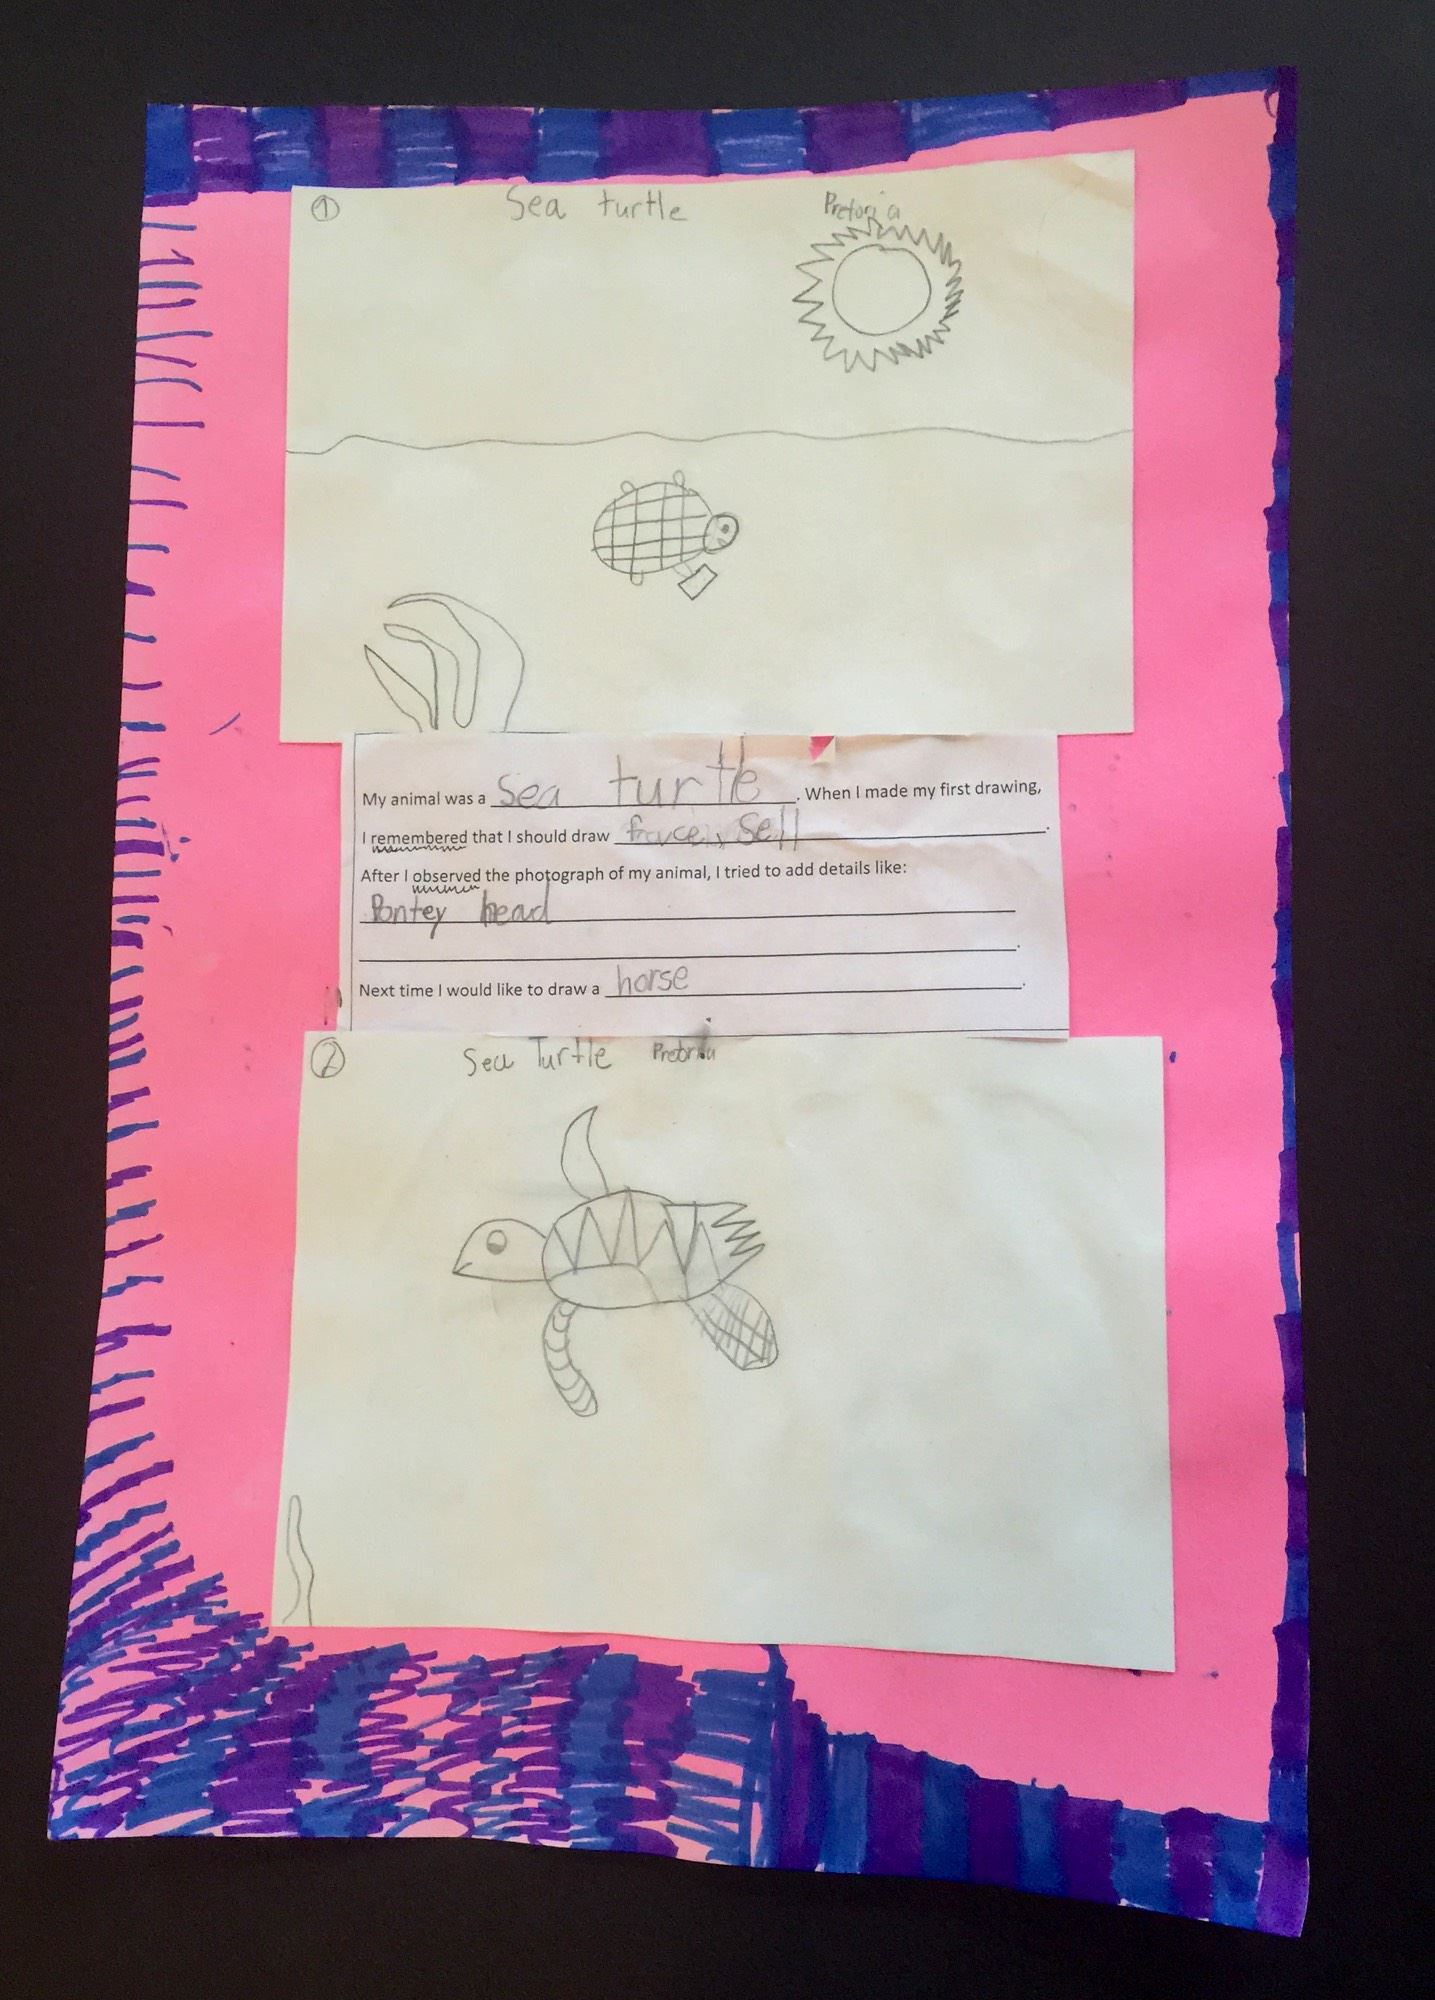 1 Sea turtle Pretoria
My animal was a Sea turtle. When I made my first drawing,
I remembered that I should draw face, Sell.
After I observed the photograph of my animal, I tried to add details like:
Pontey head
Next time I would like to draw a horse.
2 Sea Turtle Pretoria